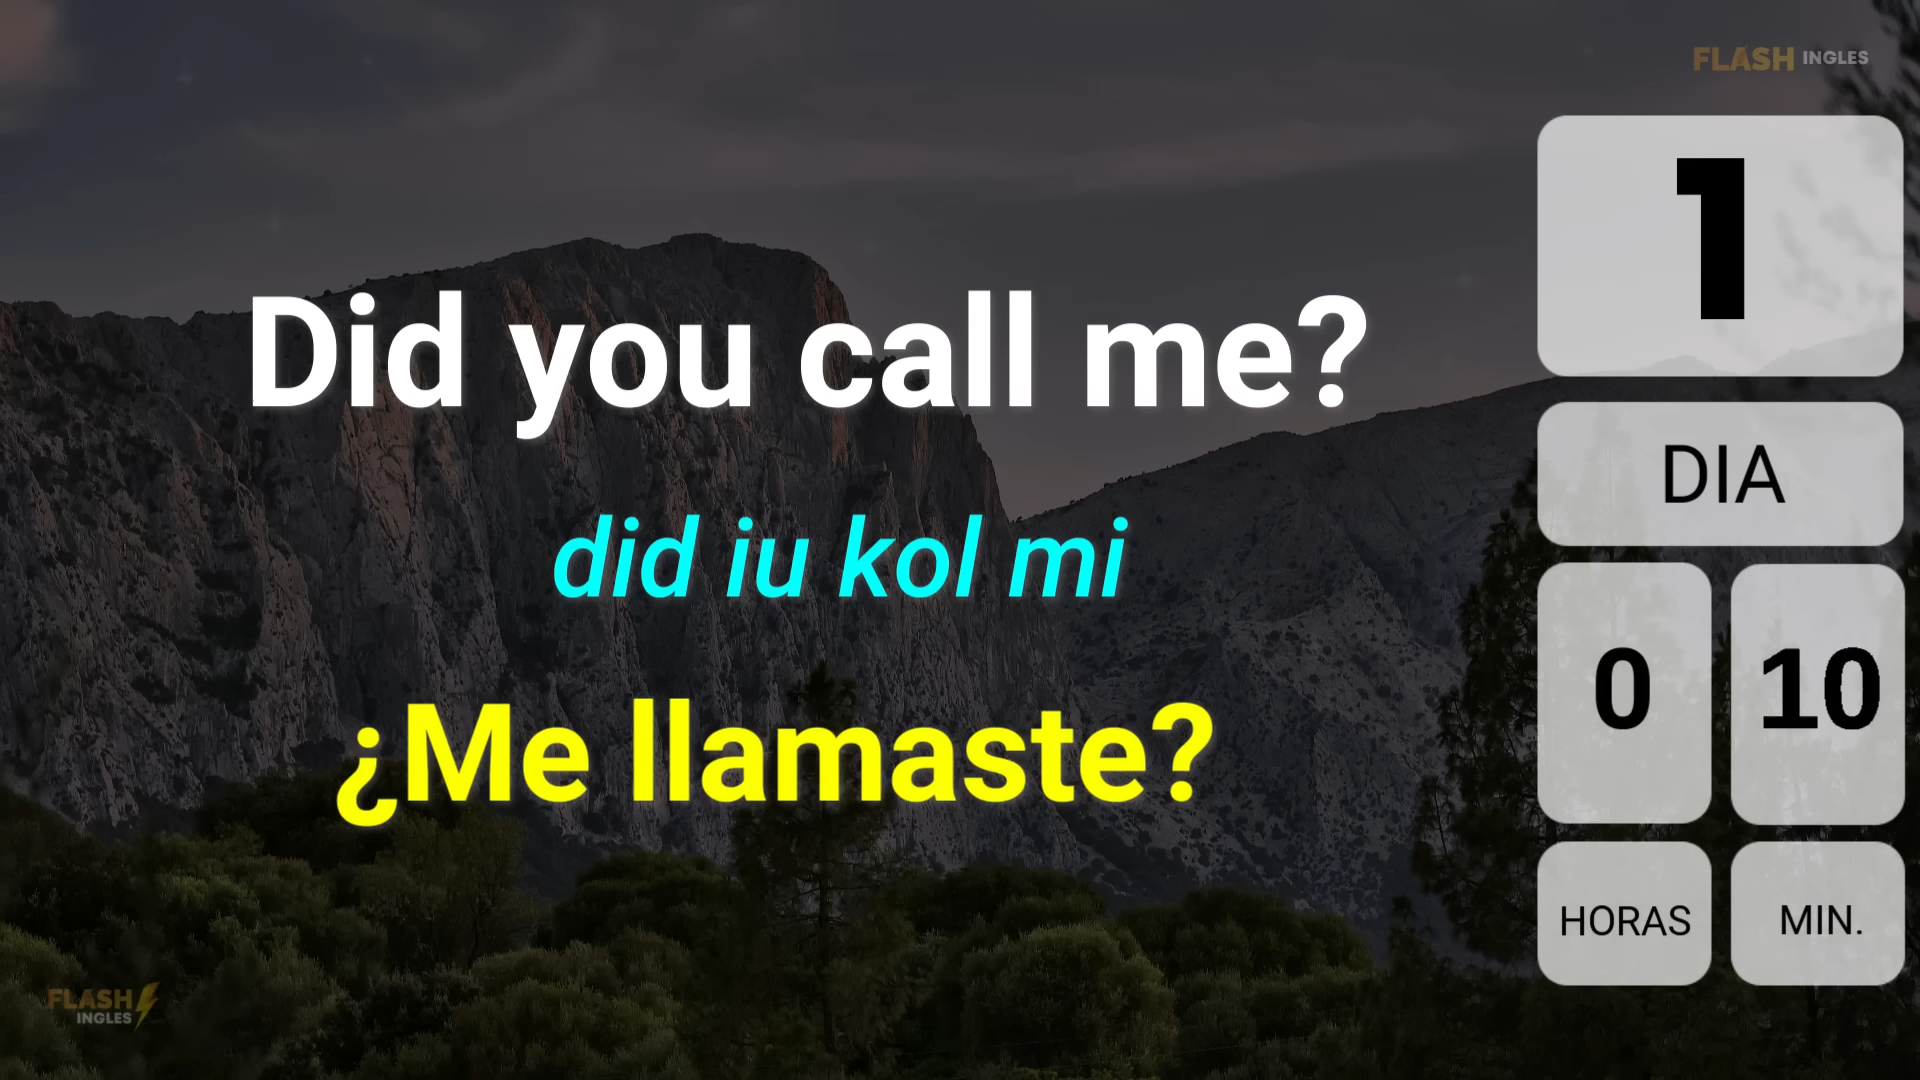 FLASH INGLES
Did you call me?
did iu kol mi
¿Me llamaste?
1
DIA
0 10
HORAS MIN.
FLASH
INGLES